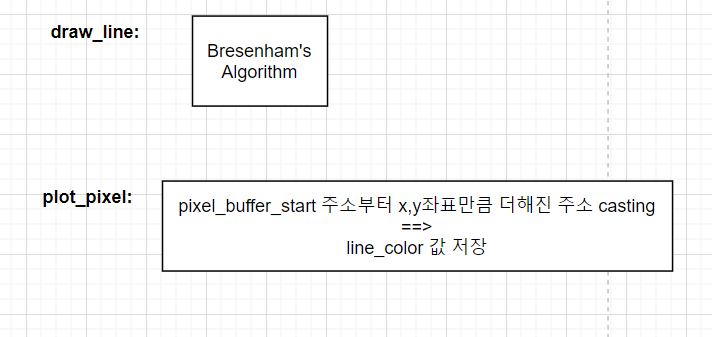 draw_line:
Bresenham's
Algorithm
plot_pixel:
pixel_buffer_start 주소부터 x,y좌표만큼 더해진 주소 casting
==>
line_color 값 저장